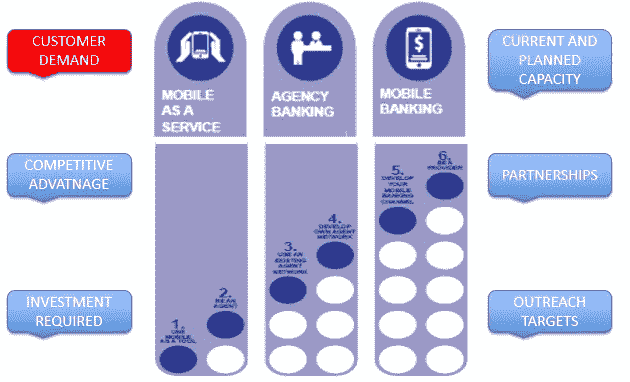 CUSTOMER
DEMAND
MOBILE
AS A
SERVICE
AGENCY
BANKING
MOBILE
BANKING
CURRENT AND
PLANNED
CAPACITY
COMPETITIVE
ADVATNAGE
PARTNERSHIPS
INVESTMENT
REQUIRED
OUTREACH
TARGETS
1.
USE
MOBILE
AS A TOOL
2.
BE AN
AGENT
3.
USE AN
EXISTING
AGENT
NETWORK
4.
DEVELOP
OWN AGENT
NETWORK
5.
DEVELOP
YOUR
MOBILE
BANKING
CHANNEL
6.
BE A
PROVIDER
$